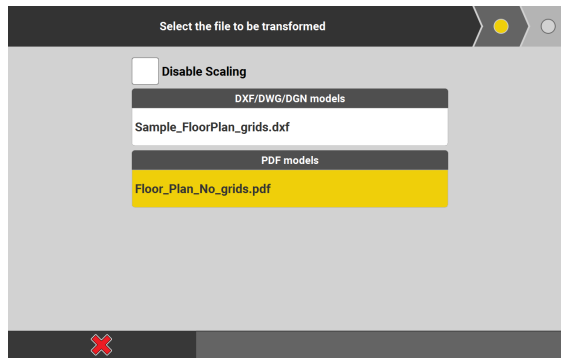 Select the file to be transformed
Disable Scaling
DXF/DWG/DGN models
Sample_FloorPlan_grids.dxf
PDF models
Floor_Plan_No_grids.pdf